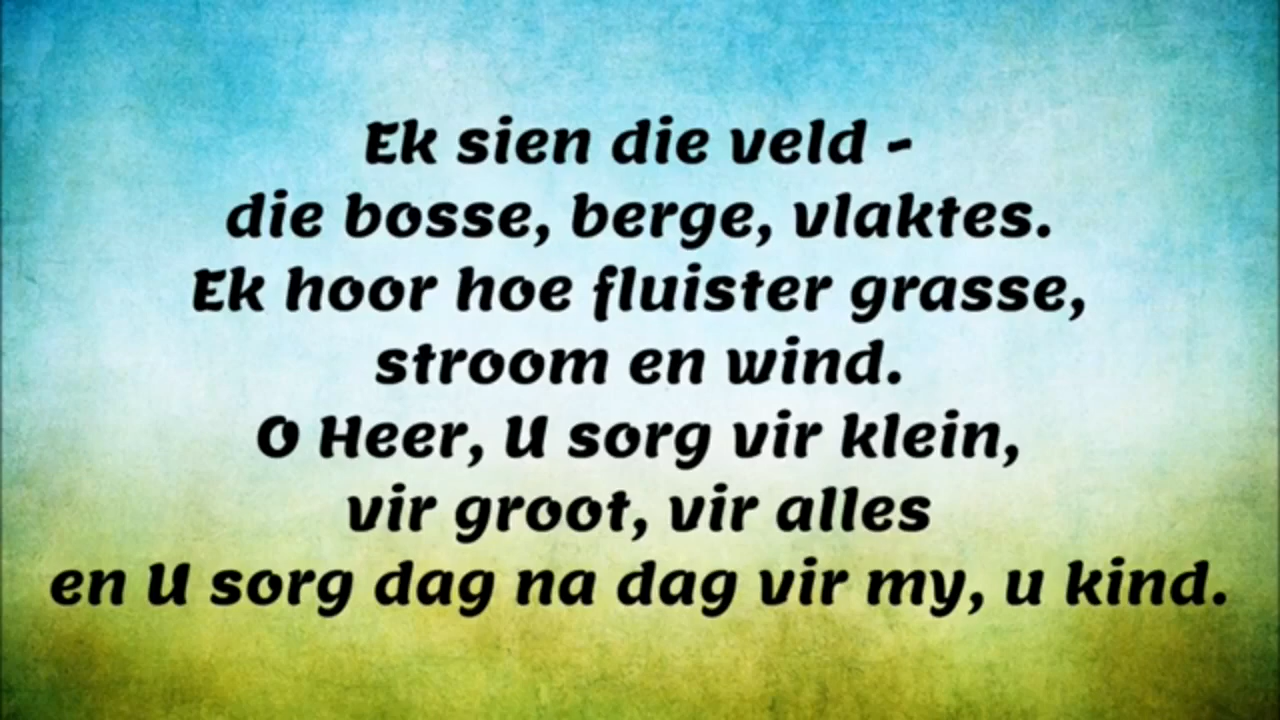 Ek sien die veld -
die bosse, berge, vlaktes.
Ek hoor hoe fluister grasse,
stroom en wind.
O Heer, U sorg vir klein,
vir groot, vir alles
en U sorg dag na dag vir my, u kind.